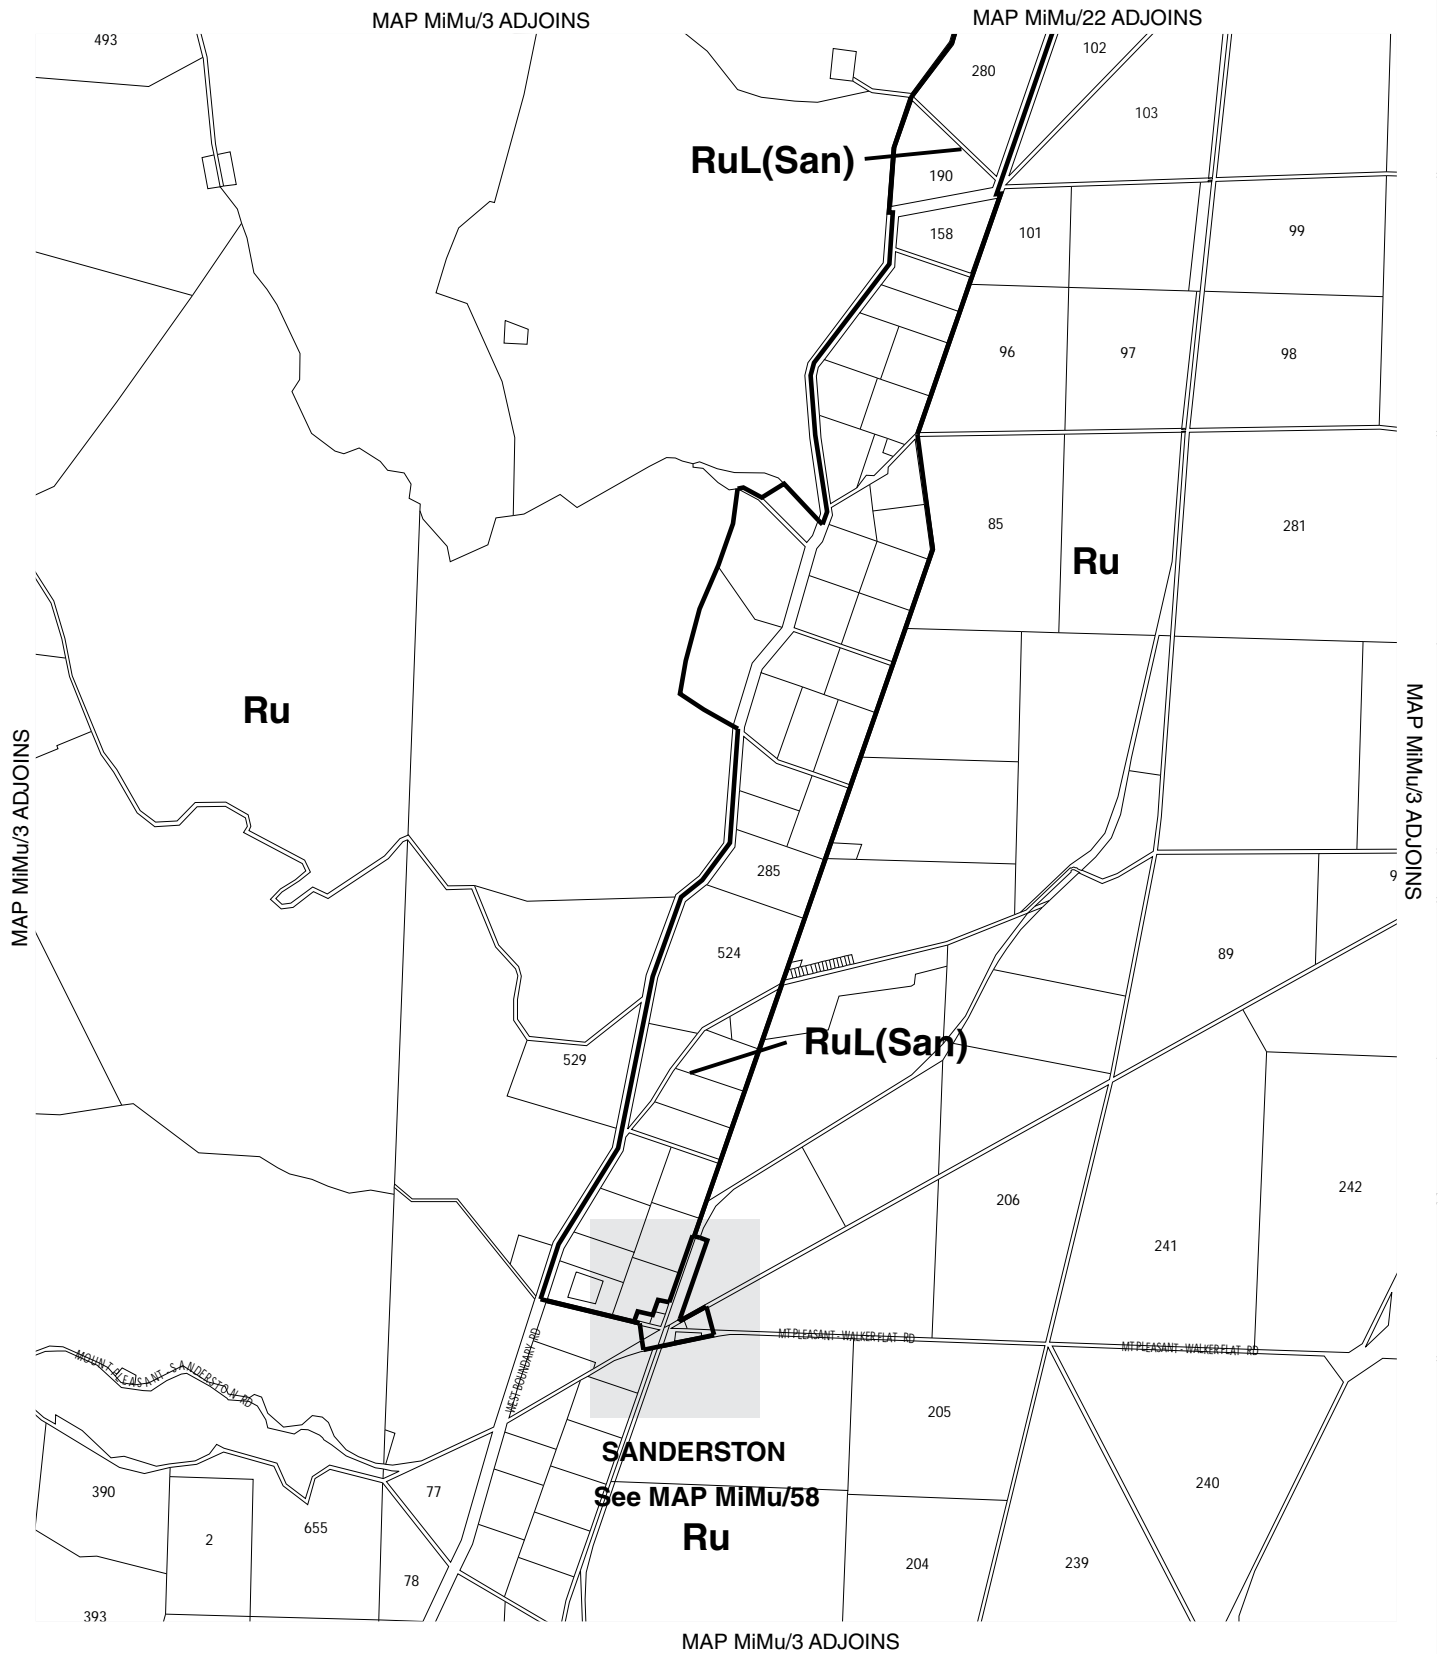 MAP MiMu/3 ADJOINS
MAP MiMu/22 ADJOINS
493
280
102
103
RuL(San)
190
158
101
99
96
97
98
85
281
Ru
Ru
MAP MiMu/3 ADJOINS
MAP MiMu/3 ADJOINS
285
9
524
89
RuL(San)
529
206
242
241
MT PLEASANT - WALKER FLAT RD
MT PLEASANT - WALKER FLAT RD
WEST BOUNDARY RD
MOUNT PLEASANT - SANDERSTON RD
205
SANDERSTON
390
77
See MAP MiMu/58
240
655
2
Ru
78
204
239
393
MAP MiMu/3 ADJOINS